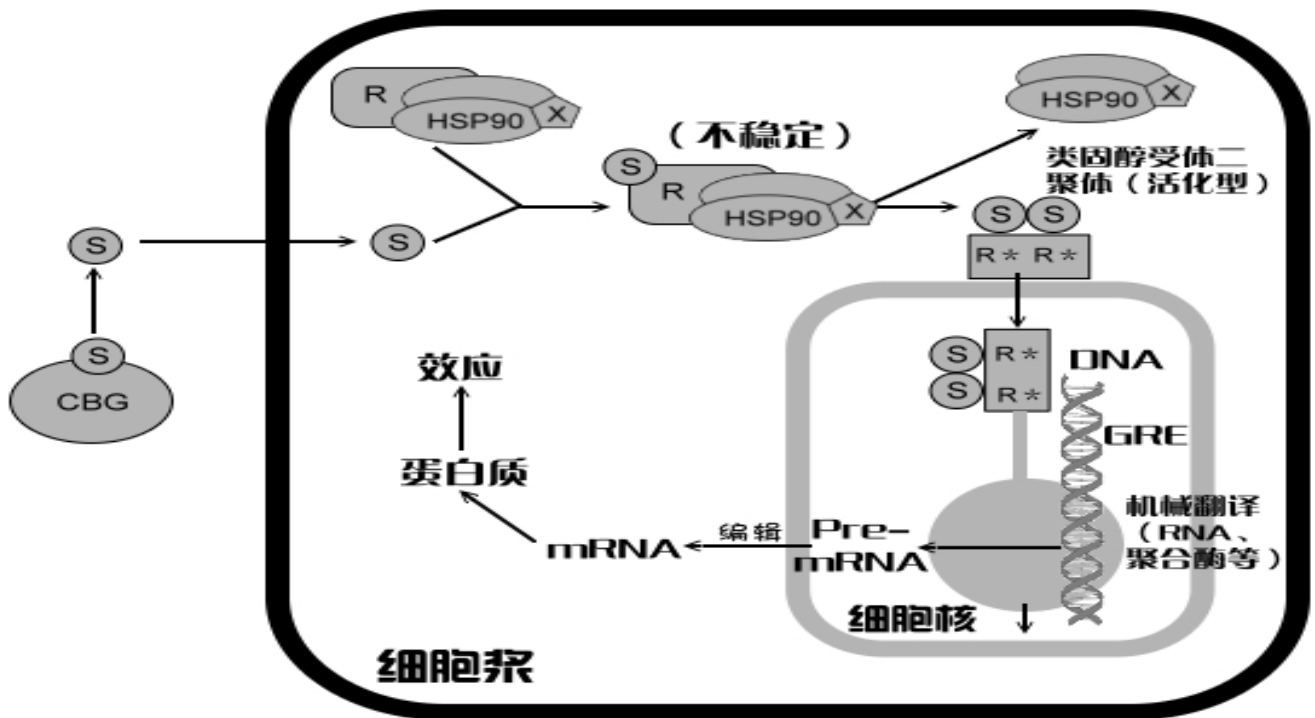 R
HSP90
X
HSP90
X
（不稳定）
类固醇受体二
聚体（活化型）
S
R
HSP90
X
S
S
S
S
R* R*
S
CBG
S
R*
S
R*
DNA
GRE
效应
蛋白质
机械翻译
（RNA、
聚合酶等）
mRNA
编辑
Pre-
mRNA
细胞核
细胞浆